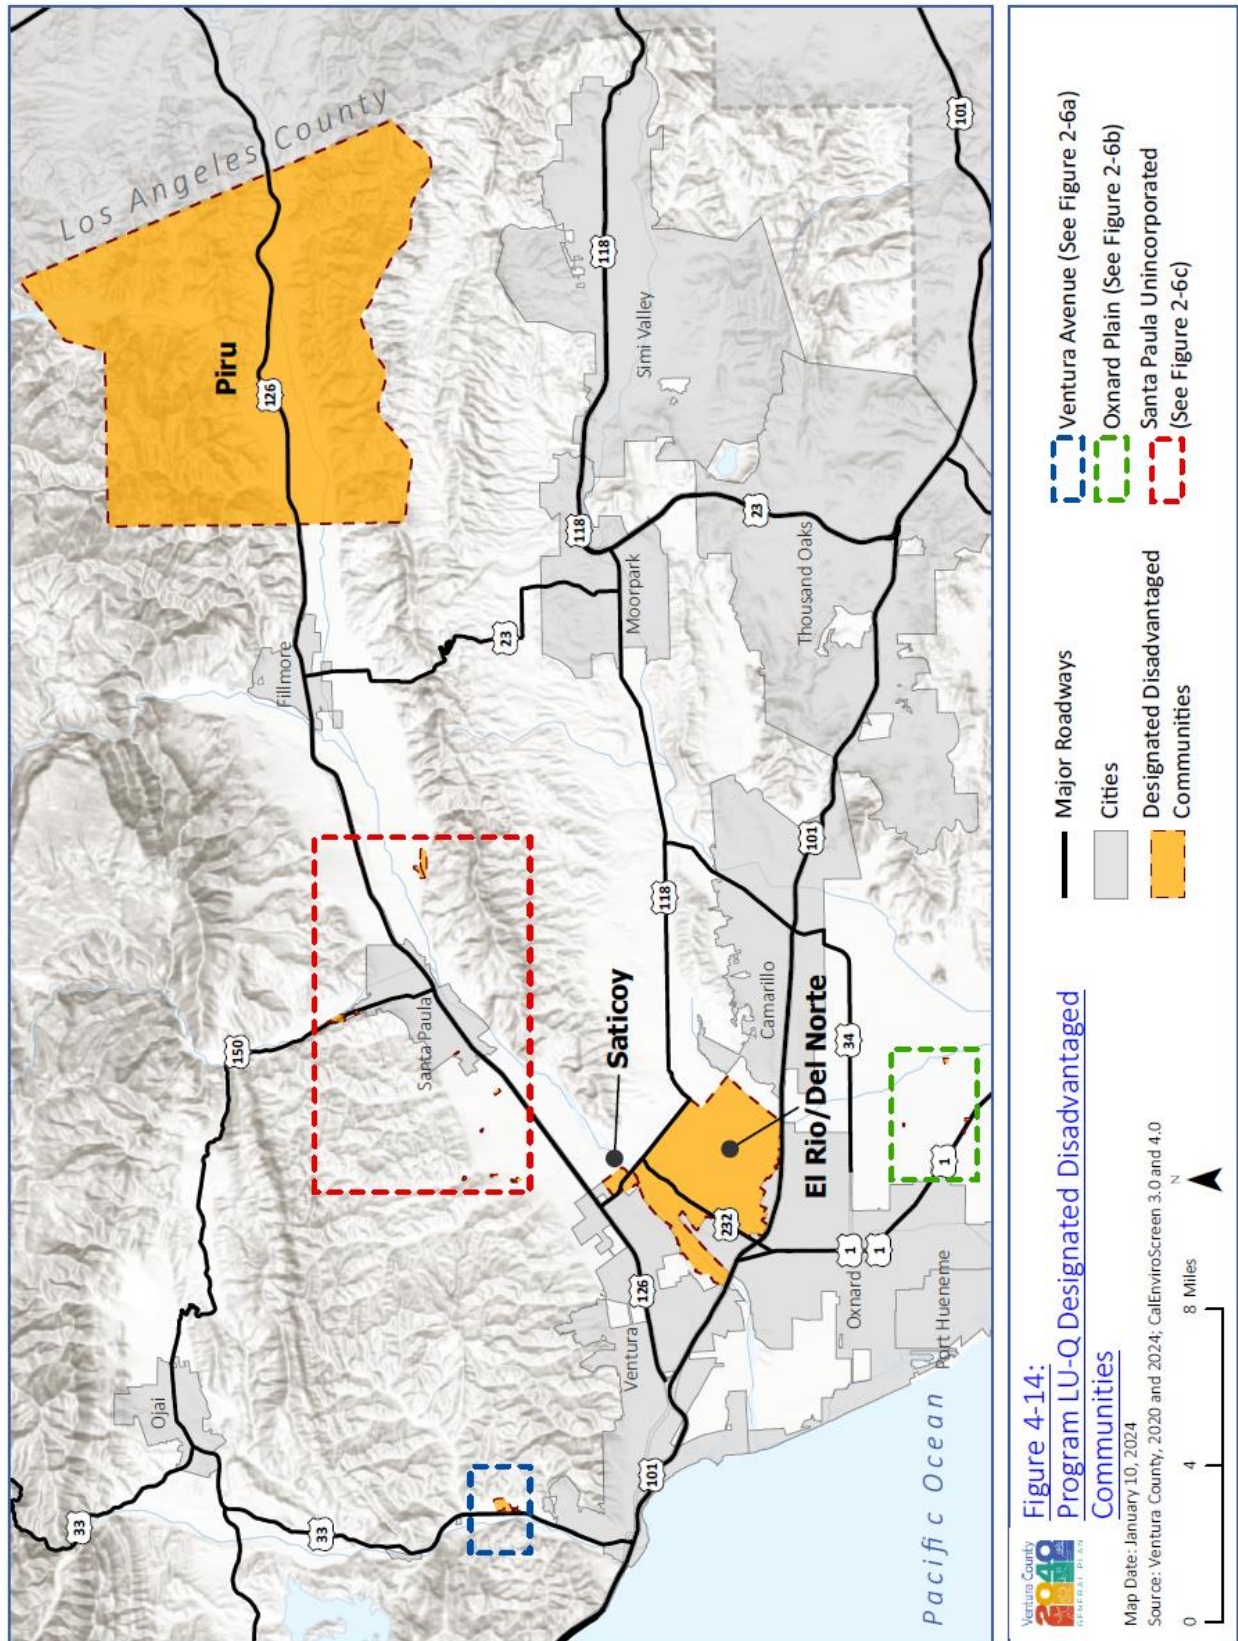 Los Angeles County
Piru
126
118
Simi Valley
118
23
Moorpark
23
Thousand Oaks
101
Fillmore
150
Santa Paula
Saticoy
118
Camarillo
101
34
El Rio/Del Norte
232
1
1
1
Oxnard
Port Hueneme
126
Ventura
101
Ojai
33
33
Pacific Ocean
Ventura County
2040
GENERAL PLAN
Figure 4-14:
Program LU-Q Designated Disadvantaged
Communities
Map Date: January 10, 2024
Source: Ventura County, 2020 and 2024; CalEnviroScreen 3.0 and 4.0
0 4 8 Miles
N
Major Roadways
Cities
Designated Disadvantaged
Communities
Ventura Avenue (See Figure 2-6a)
Oxnard Plain (See Figure 2-6b)
Santa Paula Unincorporated
(See Figure 2-6c)